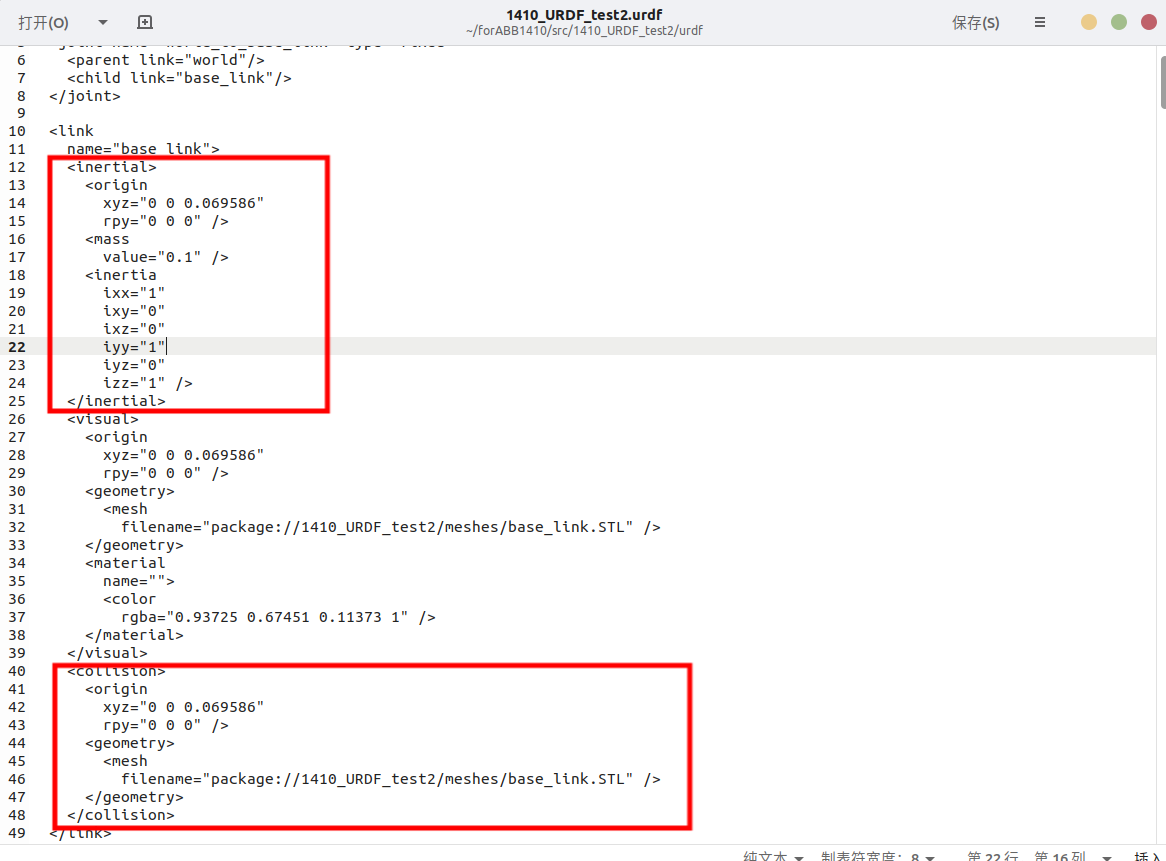 打开(O)
1410_URDF_test2.urdf
~/forABB1410/src/1410_URDF_test2/urdf
保存(S)
6 <parent link="world"/>
7 <child link="base_link"/>
8 </joint>
9
10 <link
11 name="base_link">
12 <inertial>
13 <origin
14 xyz="0 0 0.069586"
15 rpy="0 0 0" />
16 <mass
17 value="0.1" />
18 <inertia
19 ixx="1"
20 ixy="0"
21 ixz="0"
22 iyy="1"
23 iyz="0"
24 izz="1" />
25 </inertial>
26 <visual>
27 <origin
28 xyz="0 0 0.069586"
29 rpy="0 0 0" />
30 <geometry>
31 <mesh
32 filename="package://1410_URDF_test2/meshes/base_link.STL" />
33 </geometry>
34 <material
35 name="">
36 <color
37 rgba="0.93725 0.67451 0.11373 1" />
38 </material>
39 </visual>
40 <collision>
41 <origin
42 xyz="0 0 0.069586"
43 rpy="0 0 0" />
44 <geometry>
45 <mesh
46 filename="package://1410_URDF_test2/meshes/base_link.STL" />
47 </geometry>
48 </collision>
49 </link>
纯文本 制表符宽度：8 第 22 行，第 16 列 插入